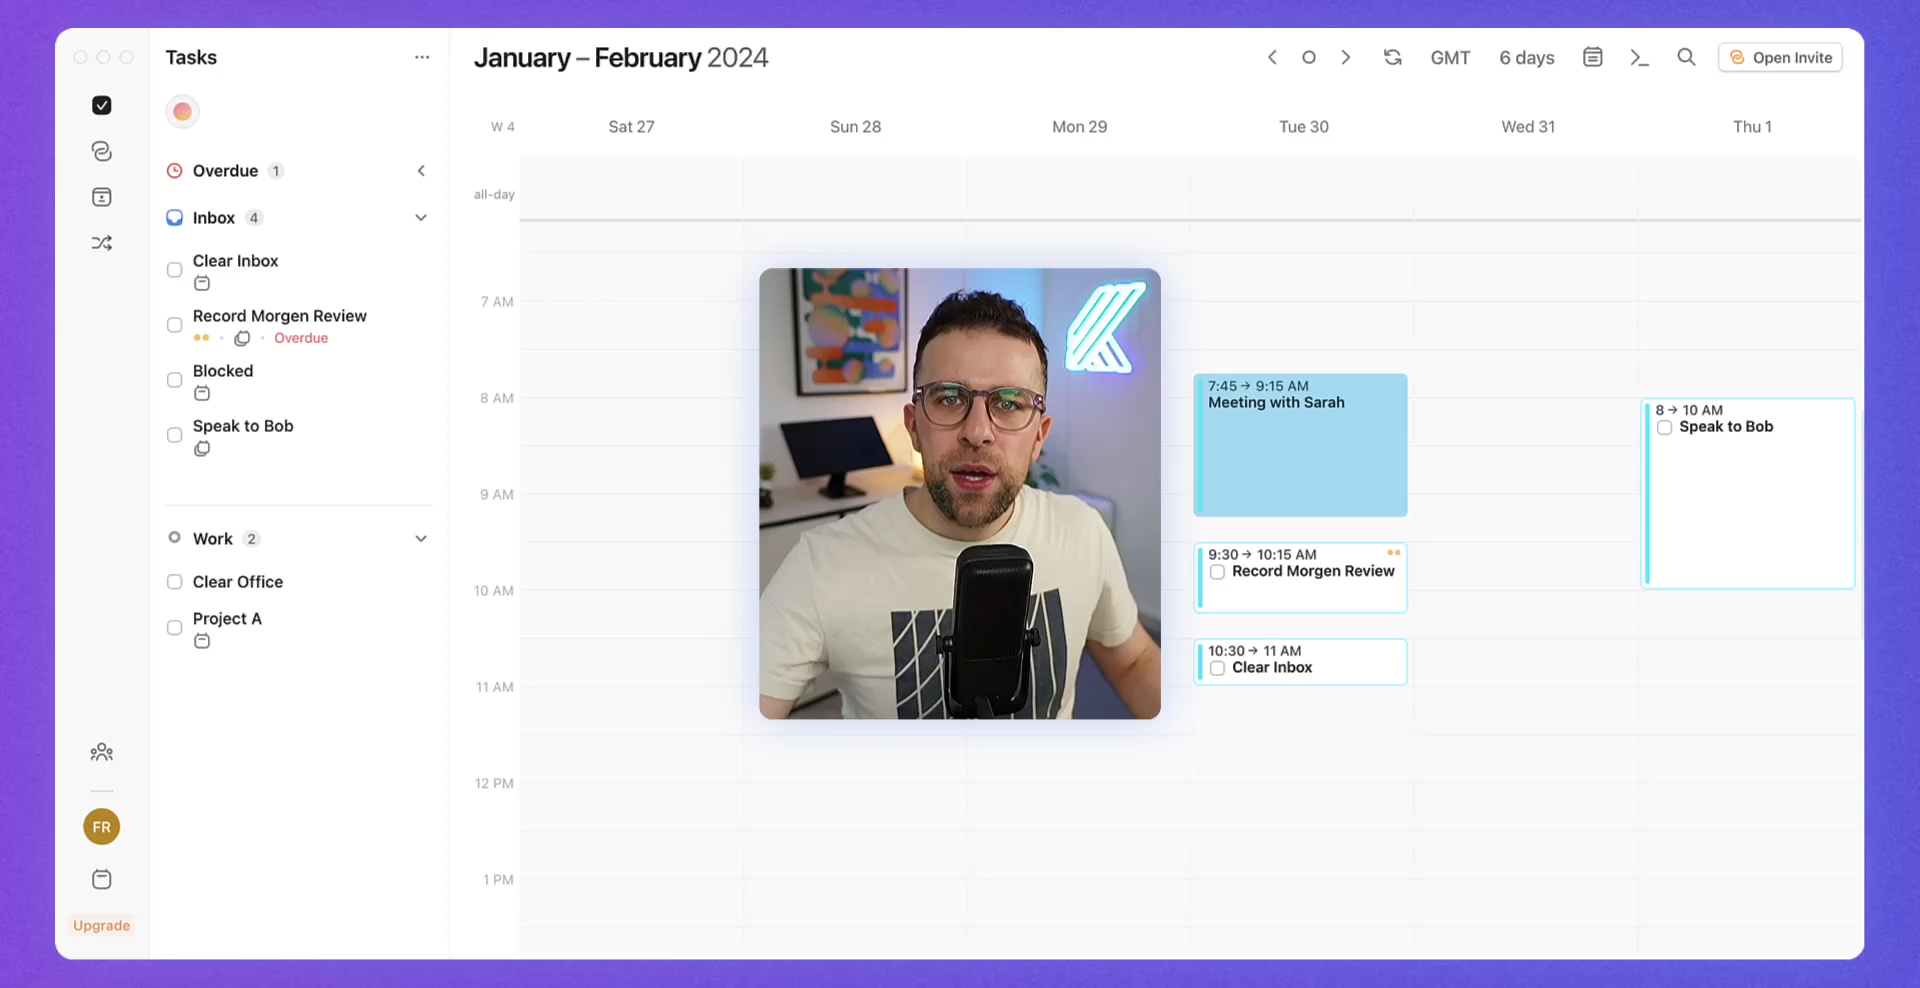 Tasks
Overdue 1
Inbox 4
Clear Inbox
Record Morgen Review
Overdue
Blocked
Speak to Bob
Work 2
Clear Office
Project A
FR
Upgrade
January – February 2024
GMT
6 days
Open Invite
W 4
Sat 27
Sun 28
Mon 29
Tue 30
Wed 31
Thu 1
all-day
7 AM
8 AM
9 AM
10 AM
11 AM
12 PM
1 PM
7:45 → 9:15 AM
Meeting with Sarah
9:30 → 10:15 AM
Record Morgen Review
10:30 → 11 AM
Clear Inbox
8 → 10 AM
Speak to Bob